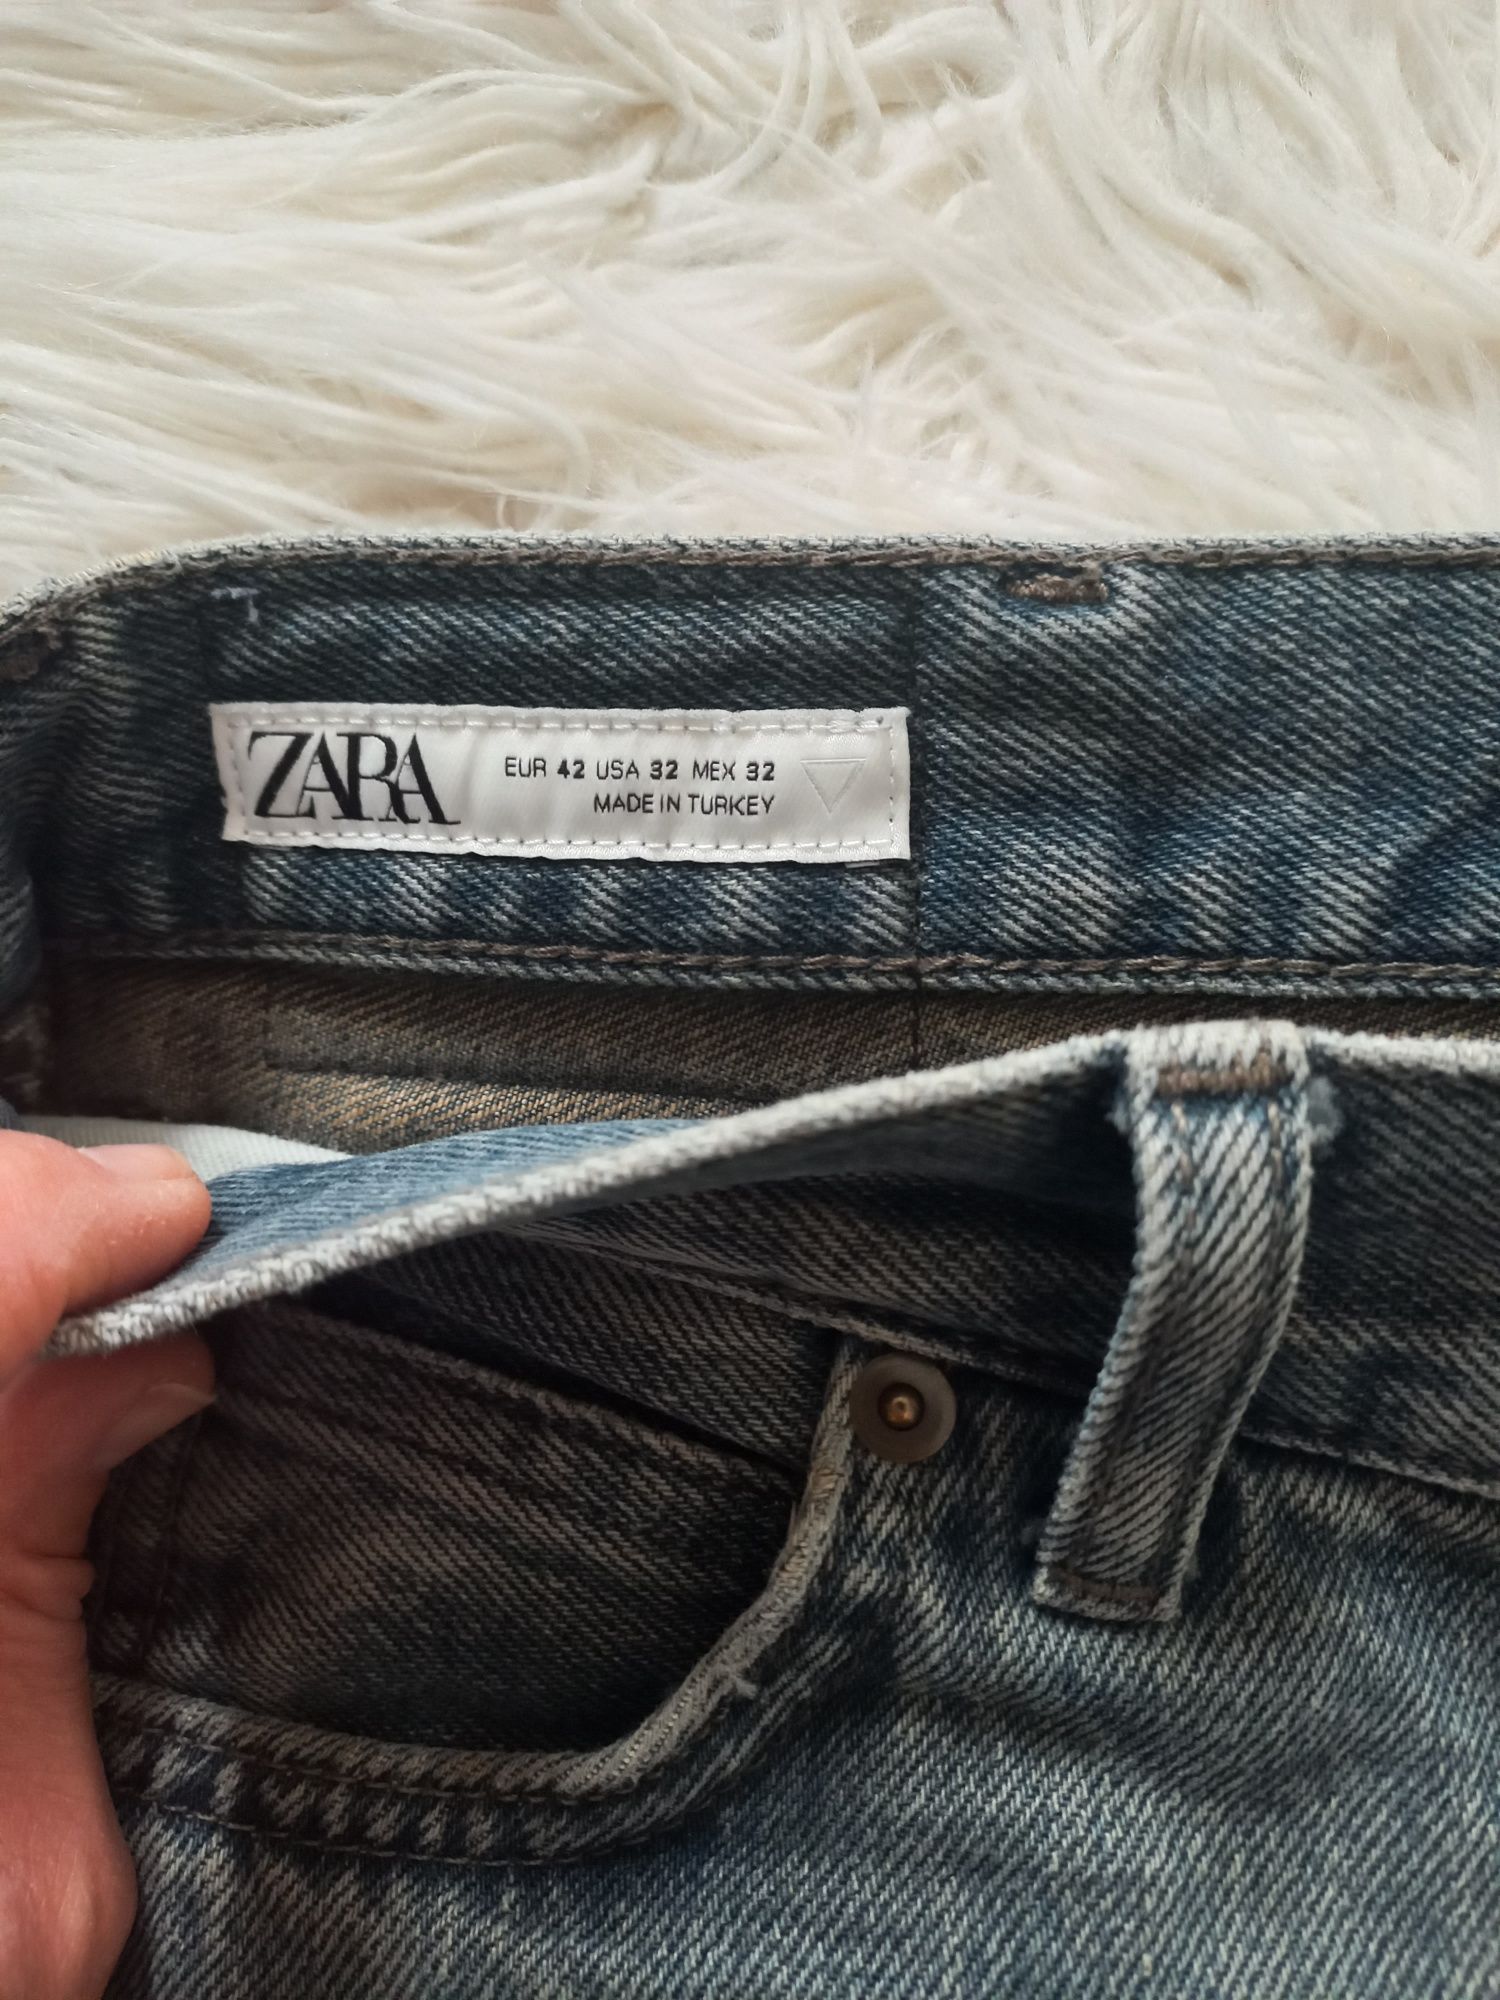 ZARA
EUR 42 USA 32 MEX 32
MADE IN TURKEY